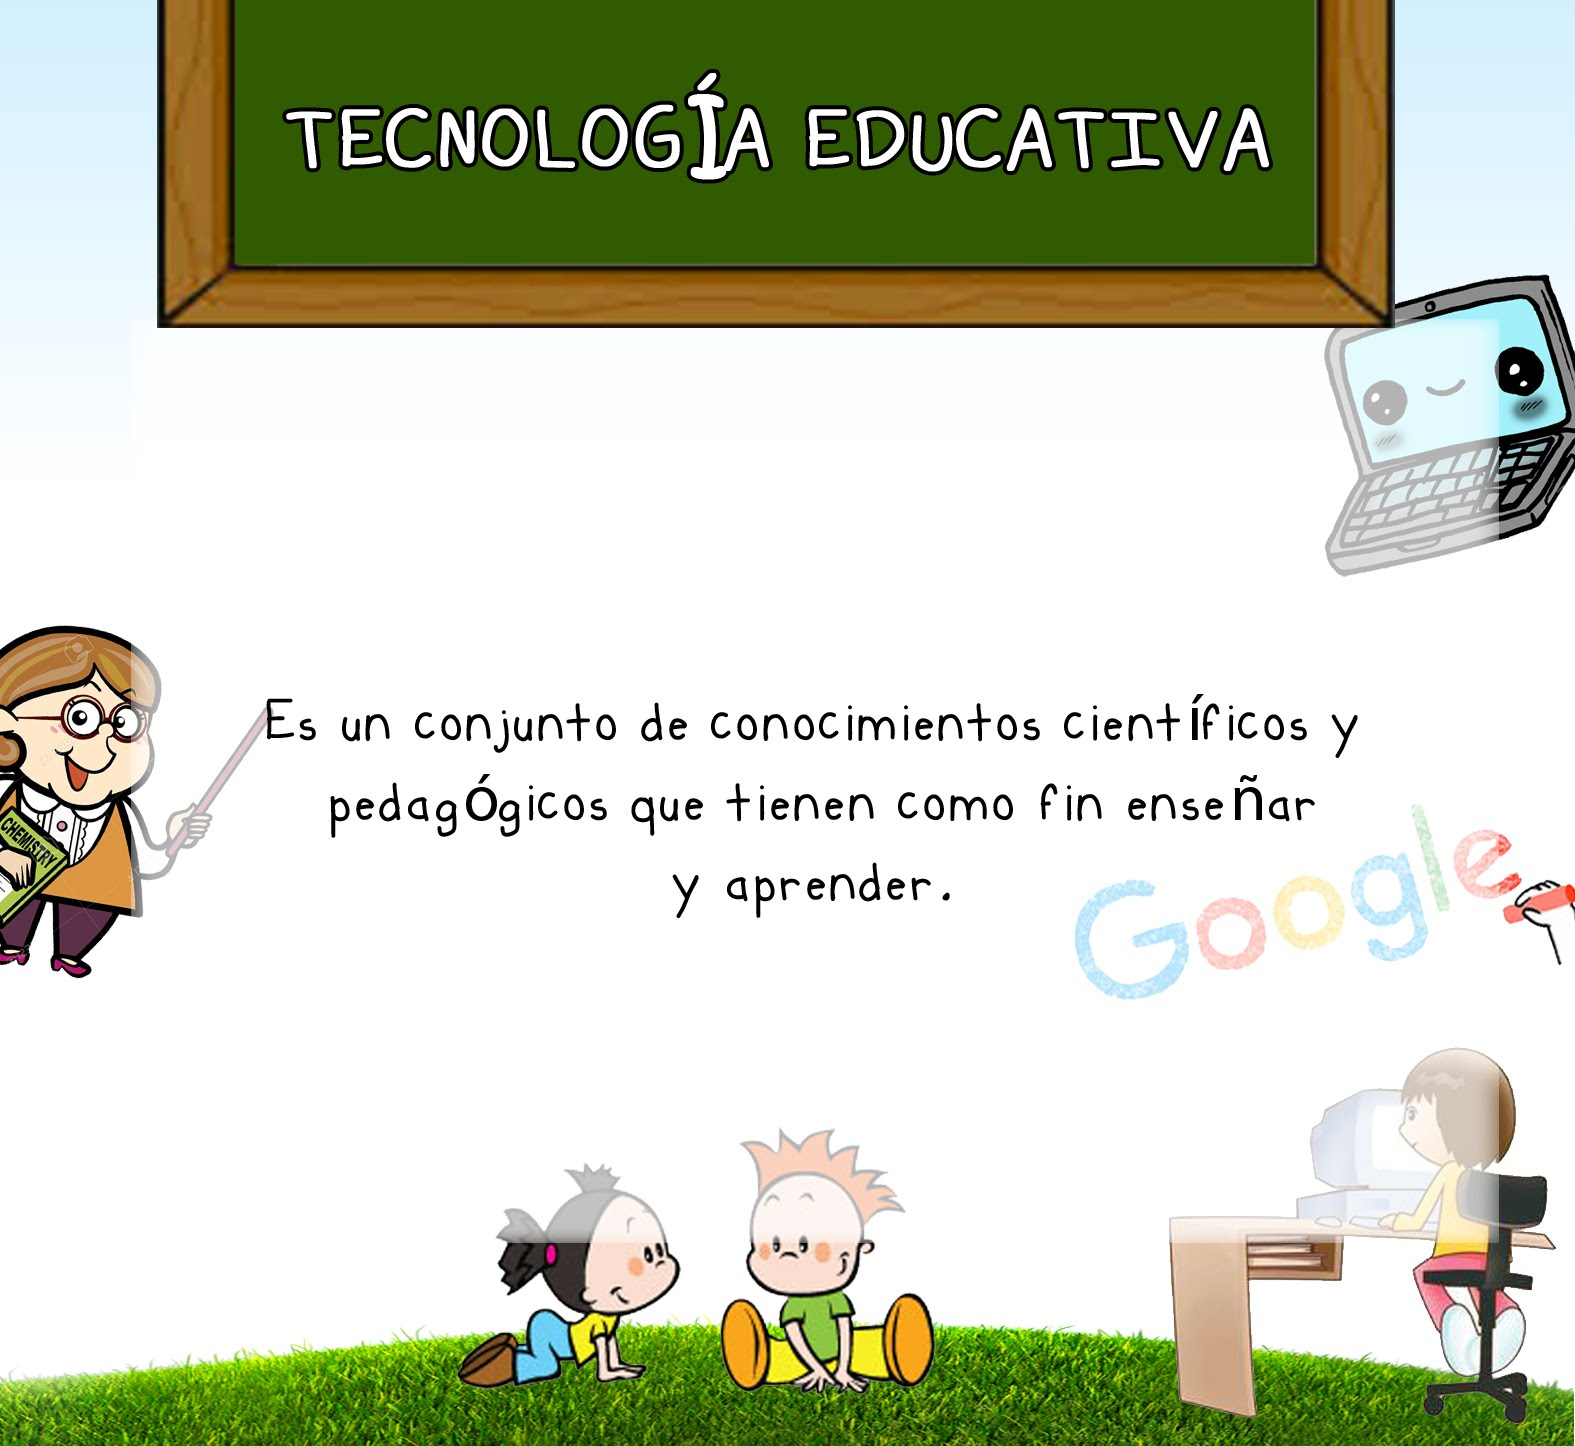 TECNOLOGÍA EDUCATIVA
Es un conjunto de conocimientos científicos y
pedagógicos que tienen como fin enseñar
y aprender.
CHEMISTRY
Google